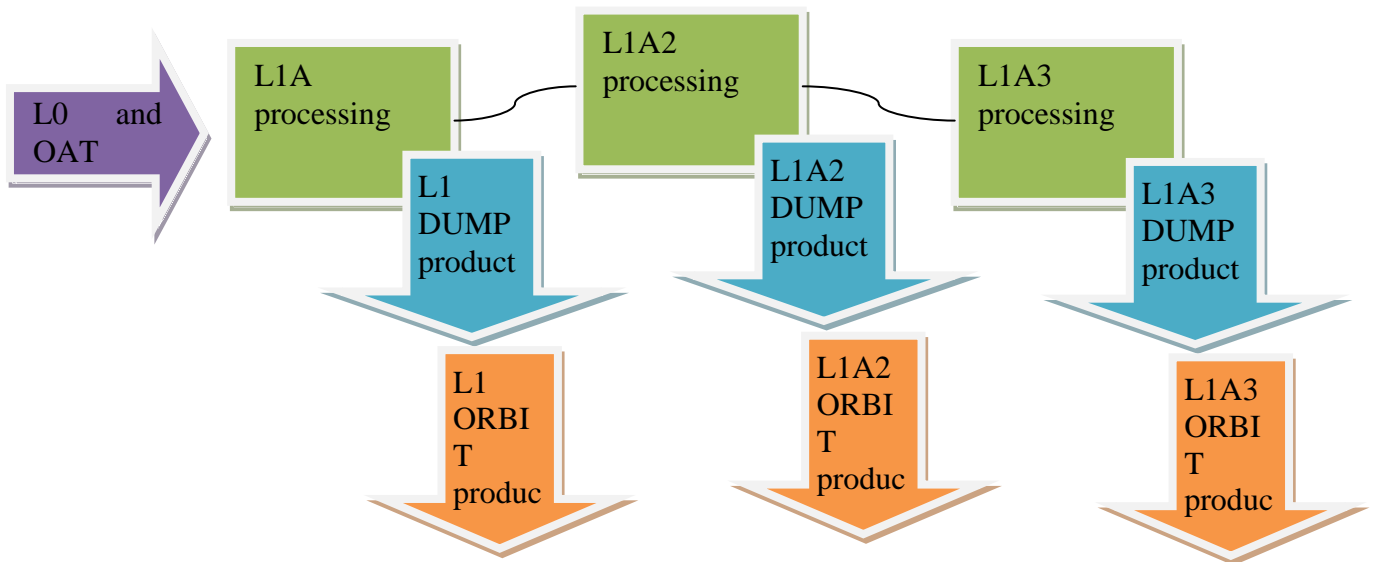 L0 and
OAT
L1A
processing
L1A2
processing
L1A3
processing
L1
DUMP
product
L1A2
DUMP
product
L1A3
DUMP
product
L1
ORBI
T
produc
L1A2
ORBI
T
produc
L1A3
ORBI
T
produc